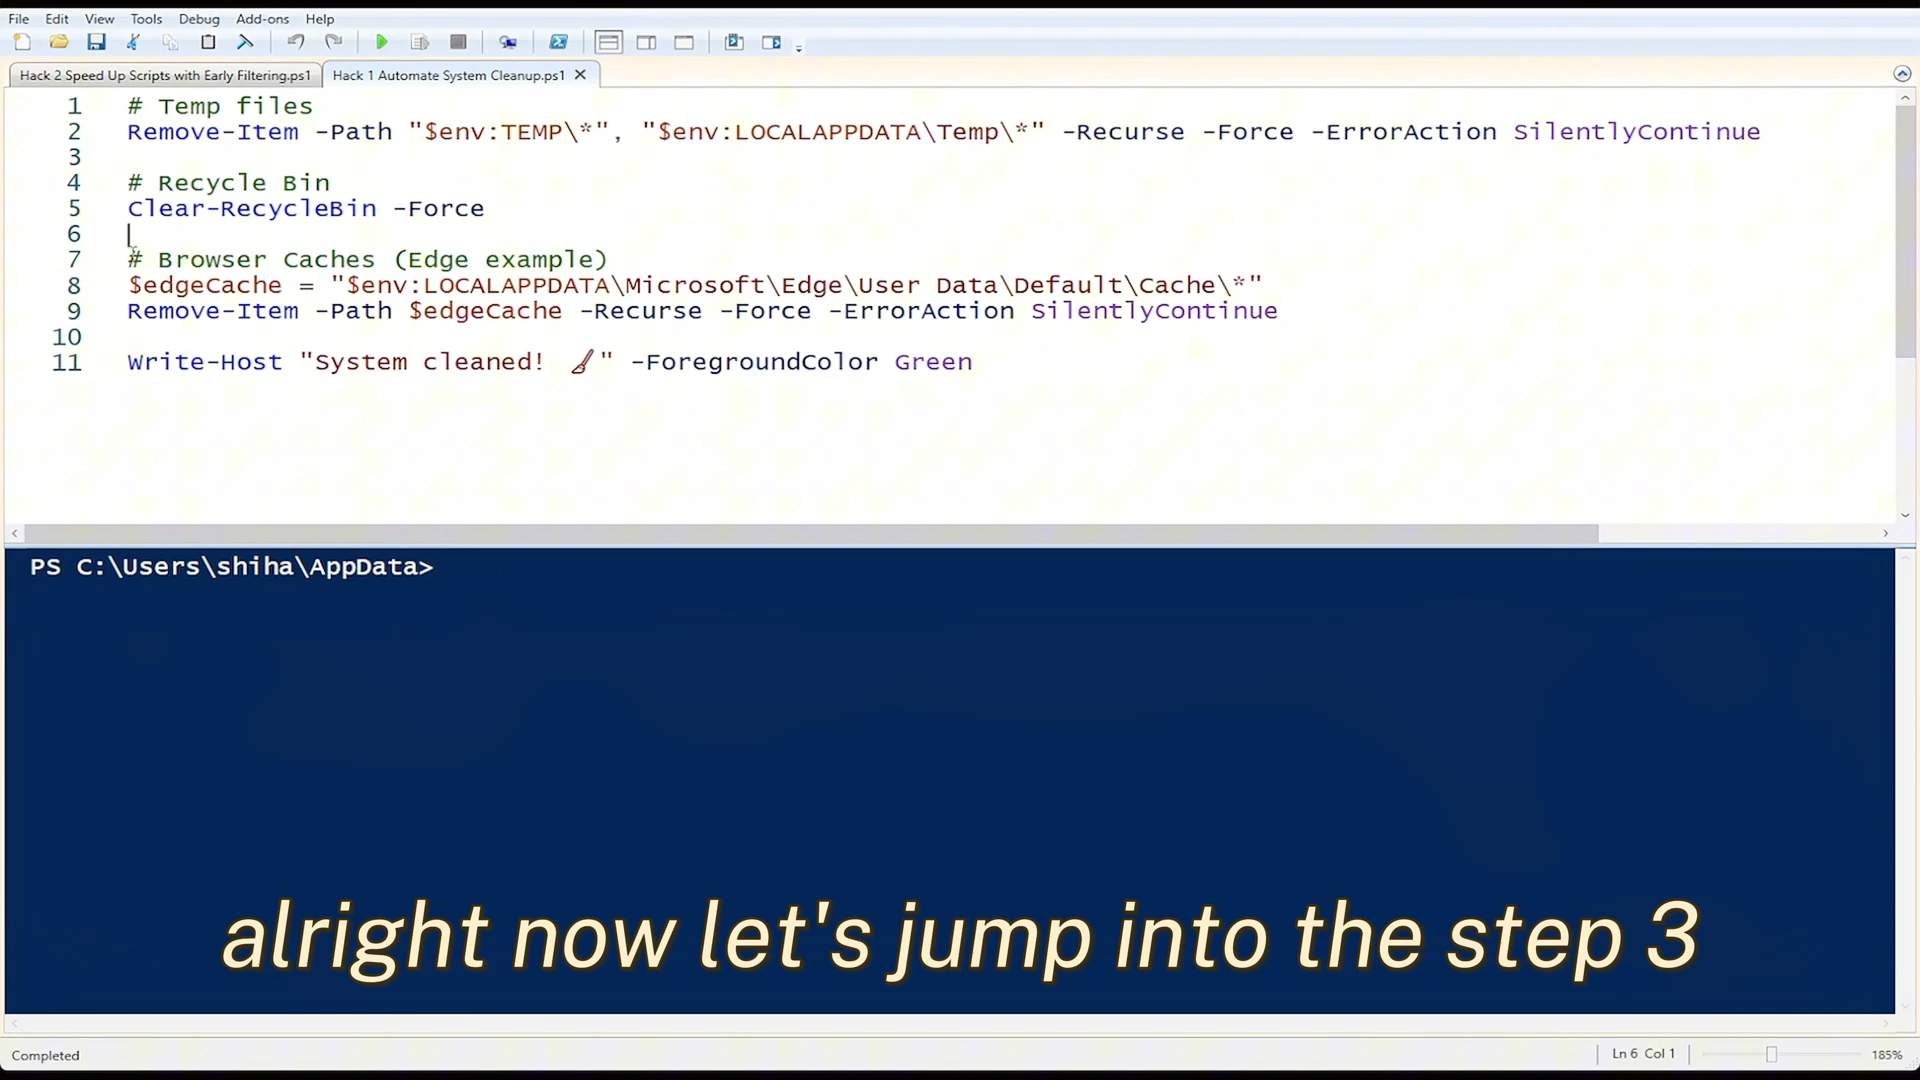 File Edit View Tools Debug Add-ons Help
Hack 2 Speed Up Scripts with Early Filtering.ps1 Hack 1 Automate System Cleanup.ps1
1 # Temp files
2 Remove-Item -Path "$env:TEMP\*", "$env:LOCALAPPDATA\Temp\*" -Recurse -Force -ErrorAction SilentlyContinue
3
4 # Recycle Bin
5 Clear-RecycleBin -Force
6
7 # Browser Caches (Edge example)
8 $edgeCache = "$env:LOCALAPPDATA\Microsoft\Edge\User Data\Default\Cache\*"
9 Remove-Item -Path $edgeCache -Recurse -Force -ErrorAction SilentlyContinue
10
11 Write-Host "System cleaned! 🧹" -ForegroundColor Green
PS C:\Users\shiha\AppData>
alright now let's jump into the step 3
Completed Ln 6 Col 1 185%